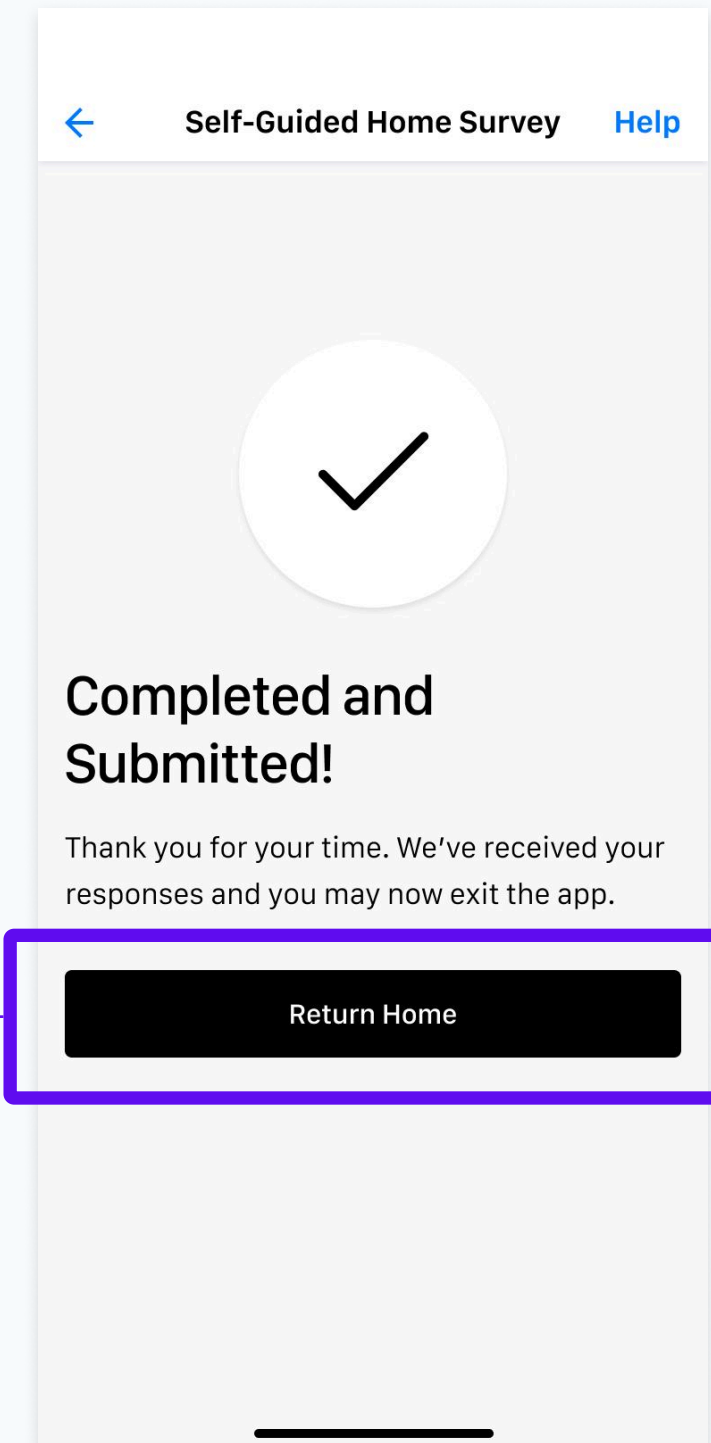 Self-Guided Home Survey Help
Completed and
Submitted!
Thank you for your time. We’ve received your
responses and you may now exit the app.
Return Home